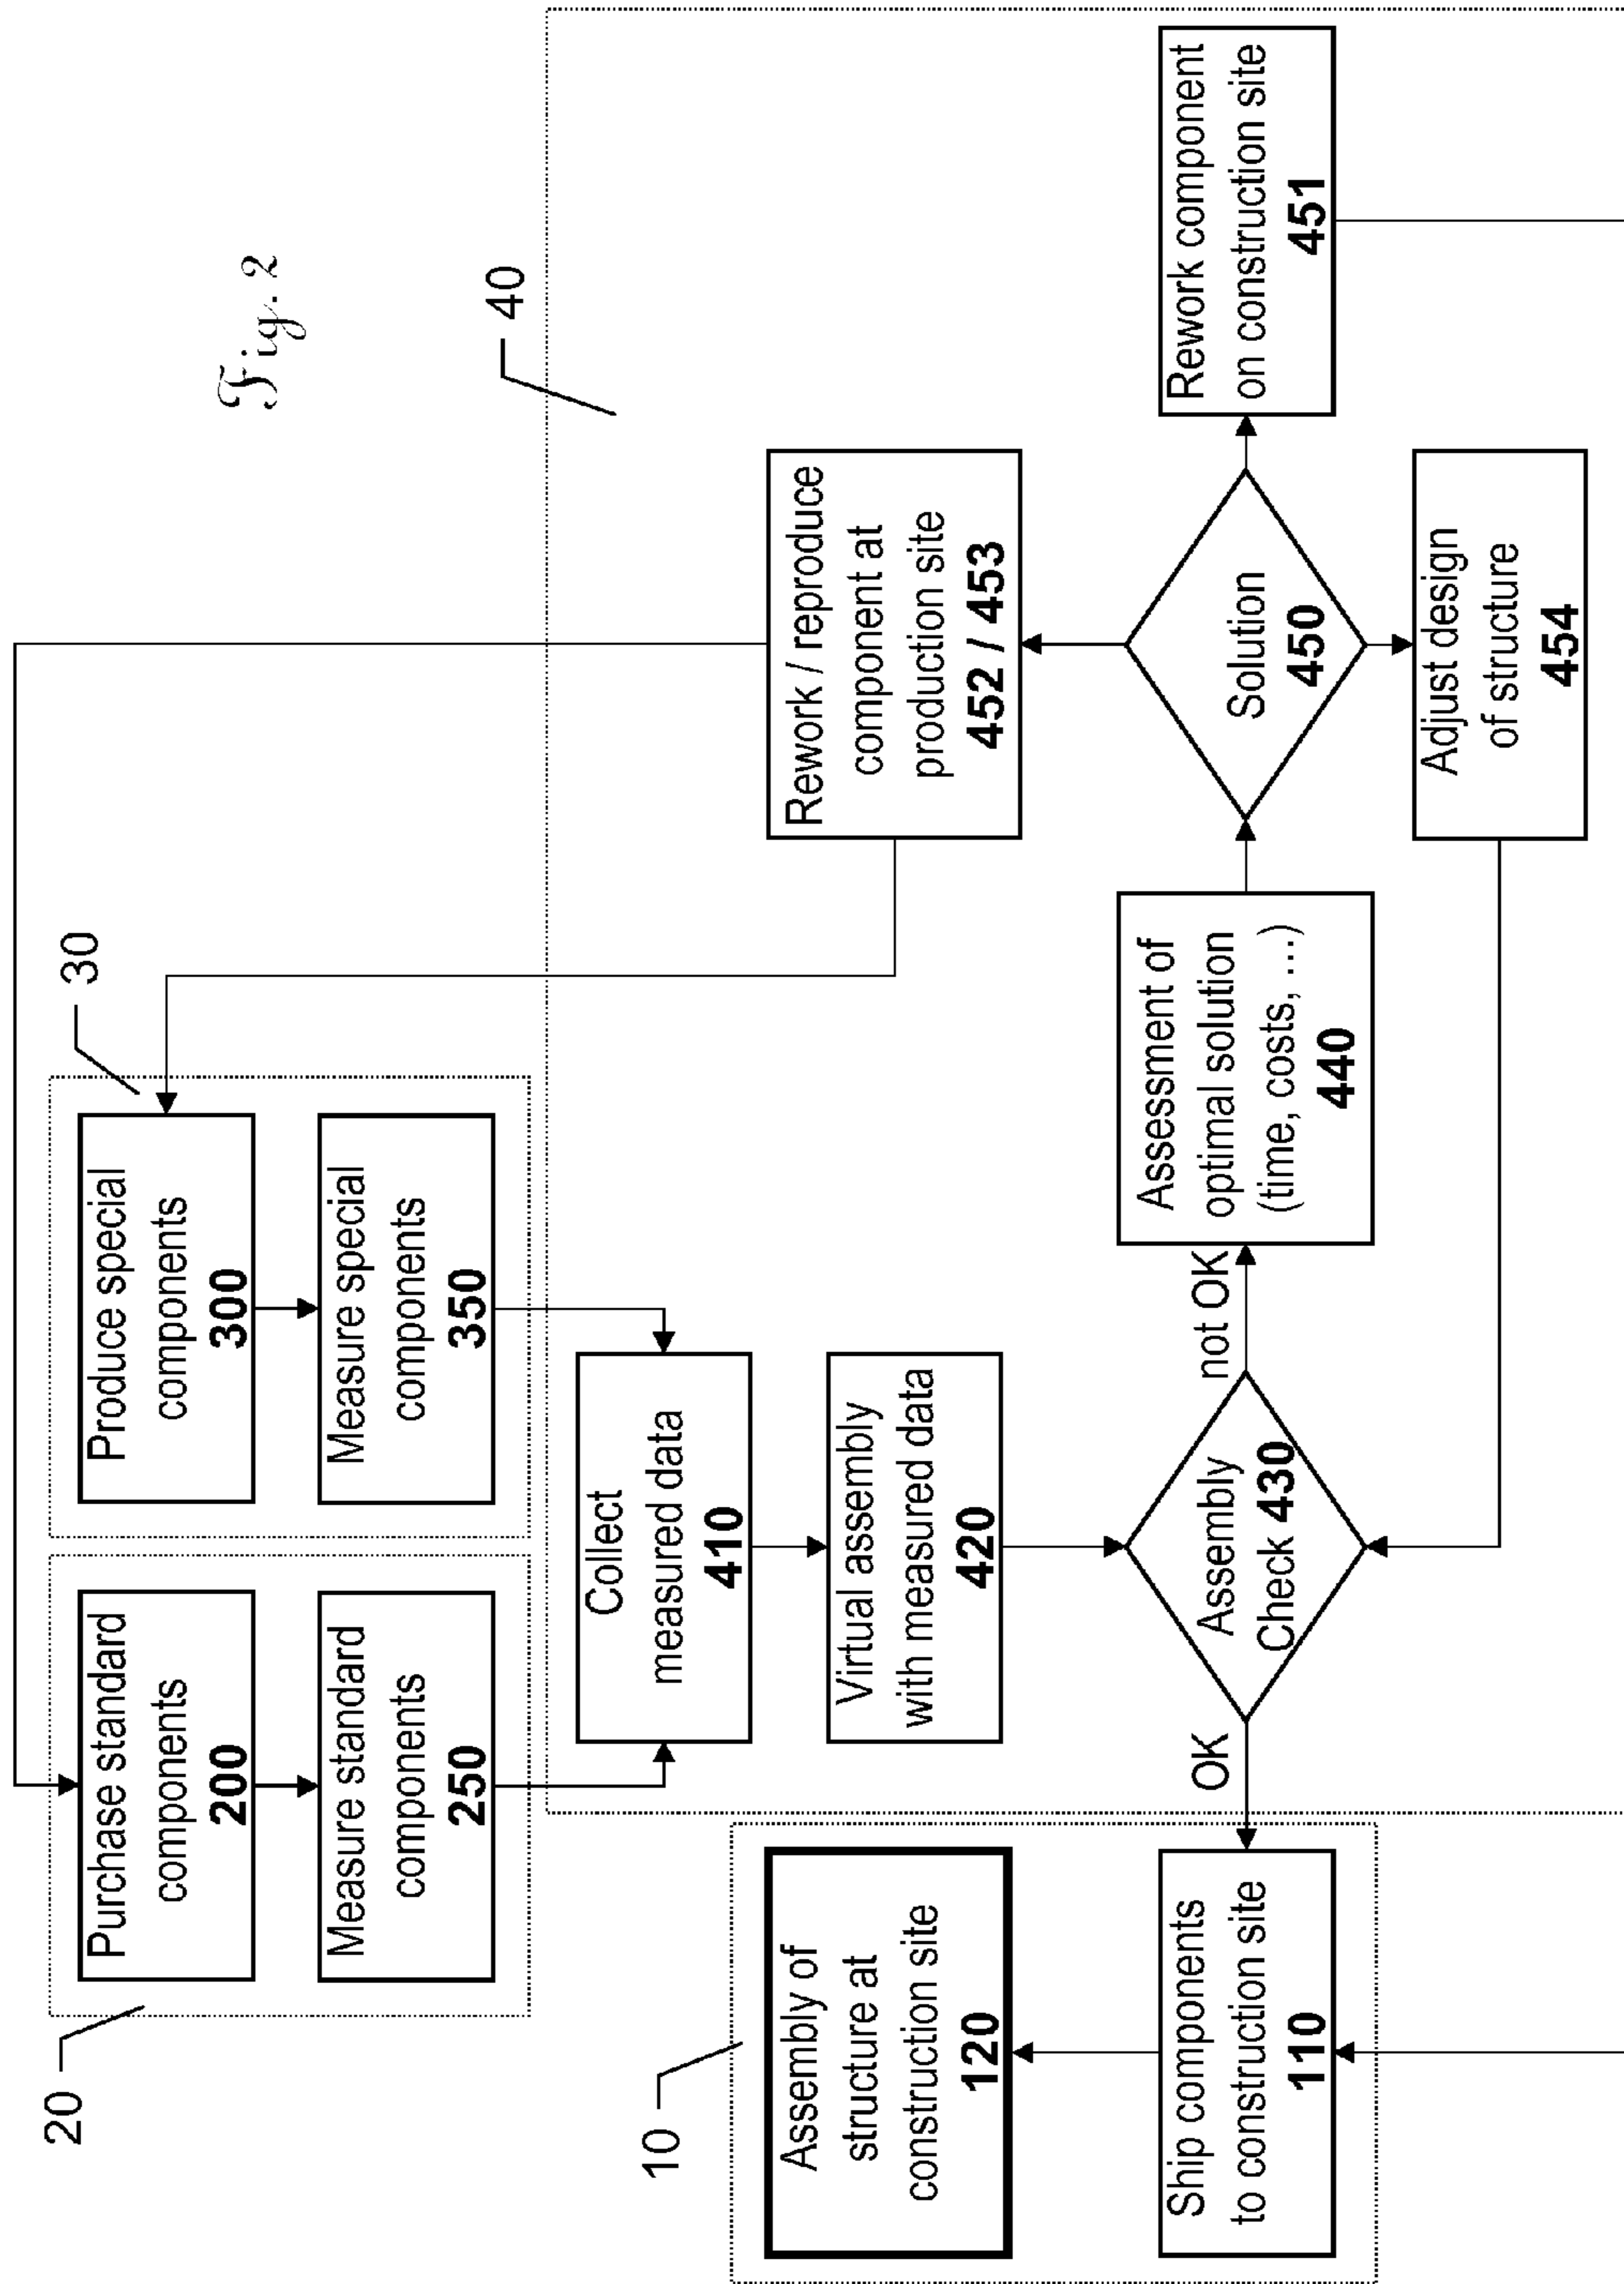 Fig. 2
20
Purchase standard
components
200
Measure standard
components
250
30
Produce special
components
300
Measure special
components
350
40
Collect
measured data
410
Virtual assembly
with measured data
420
Assembly
Check 430
OK
not OK
Assessment of
optimal solution
(time, costs, ...)
440
Solution
450
Rework / reproduce
component at
production site
452 / 453
Rework component
on construction site
451
Adjust design
of structure
454
10
Assembly of
structure at
construction site
120
Ship components
to construction site
110